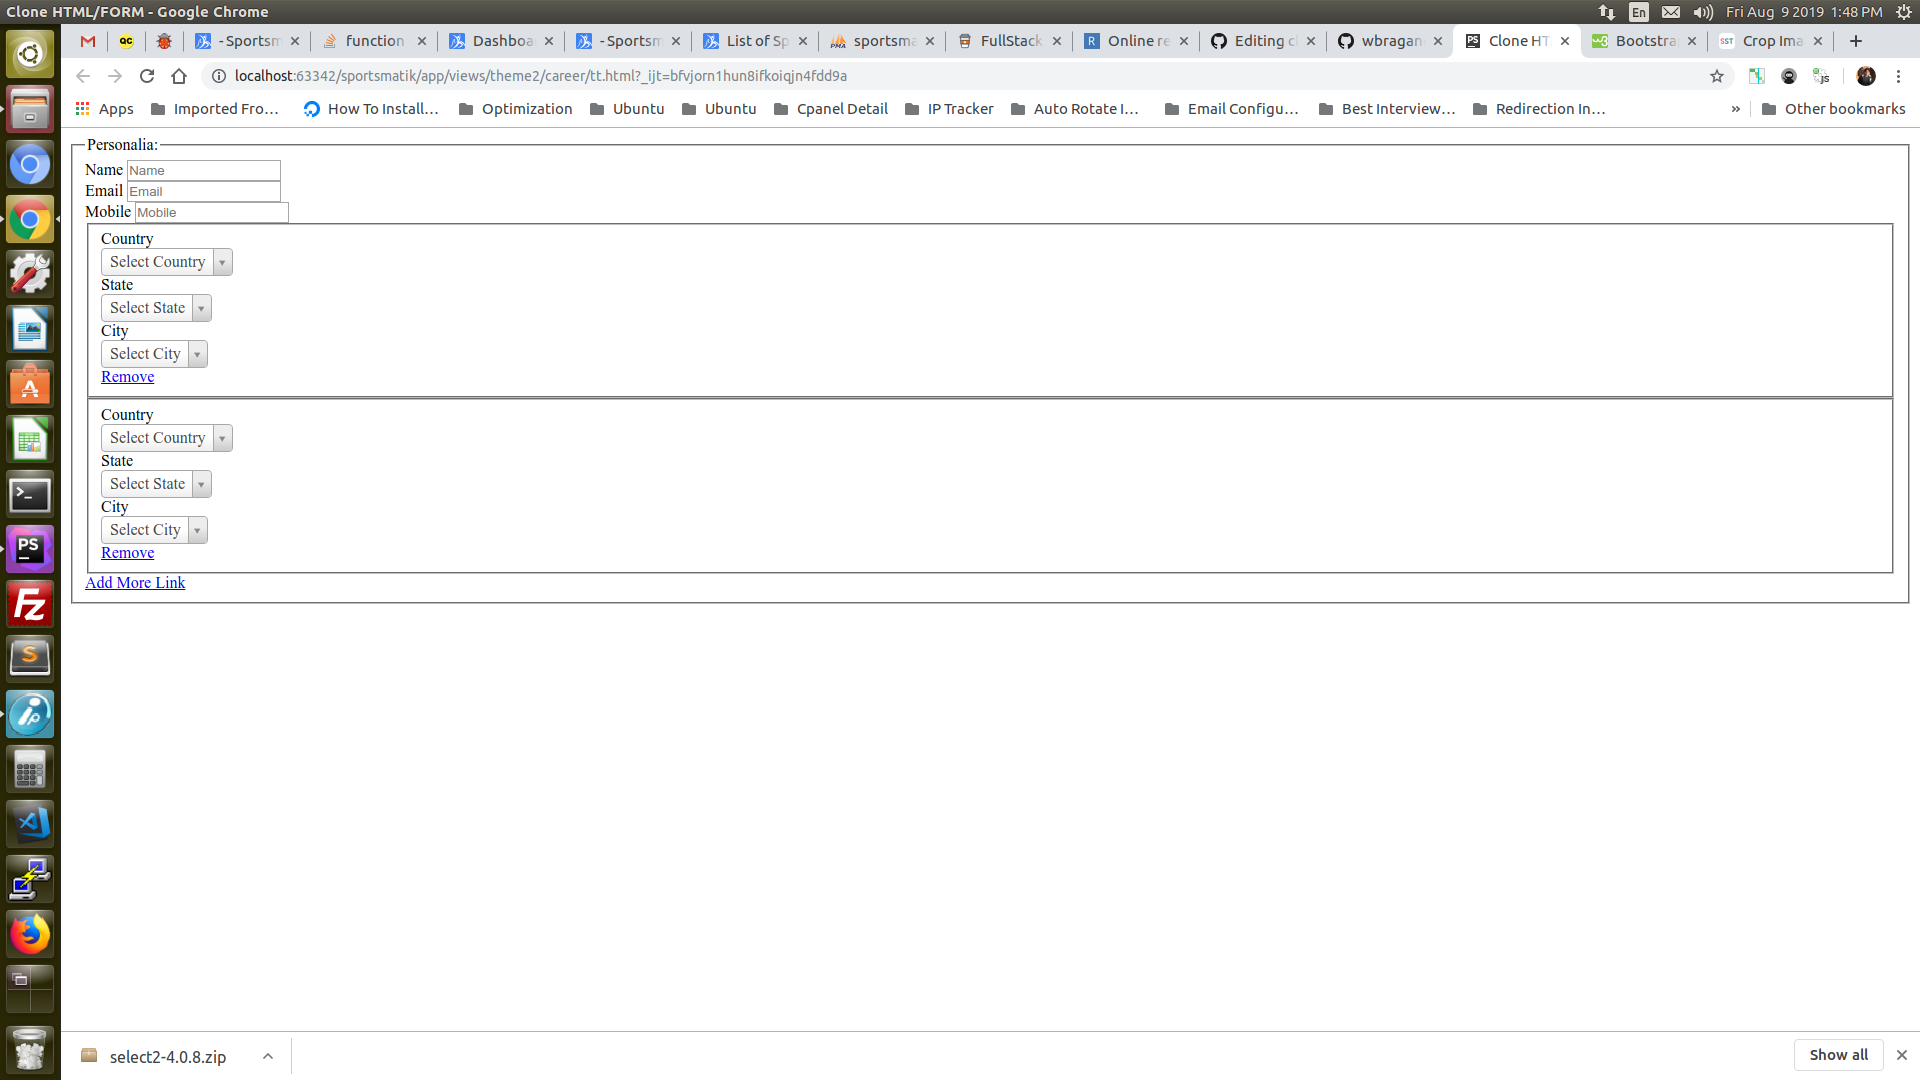 Clone HTML/FORM - Google Chrome
En
Fri Aug 9 2019 1:48 PM
- Sportsm
function
Dashboa
- Sportsm
List of Sp
sportsma
FullStack
Online re
Editing c
wbragan
Clone HT
Bootstra
Crop Ima
localhost:63342/sportsmatik/app/views/theme2/career/tt.html?_ijt=bfvjorn1hun8ifkoiqjn4fdd9a
Apps
Imported Fro...
How To Install...
Optimization
Ubuntu
Ubuntu
Cpanel Detail
IP Tracker
Auto Rotate I...
Email Configu...
Best Interview...
Redirection In...
»
Other bookmarks
Personalia:
Name Name
Email Email
Mobile Mobile
Country
Select Country
State
Select State
City
Select City
Remove
Country
Select Country
State
Select State
City
Select City
Remove
Add More Link
select2-4.0.8.zip
Show all